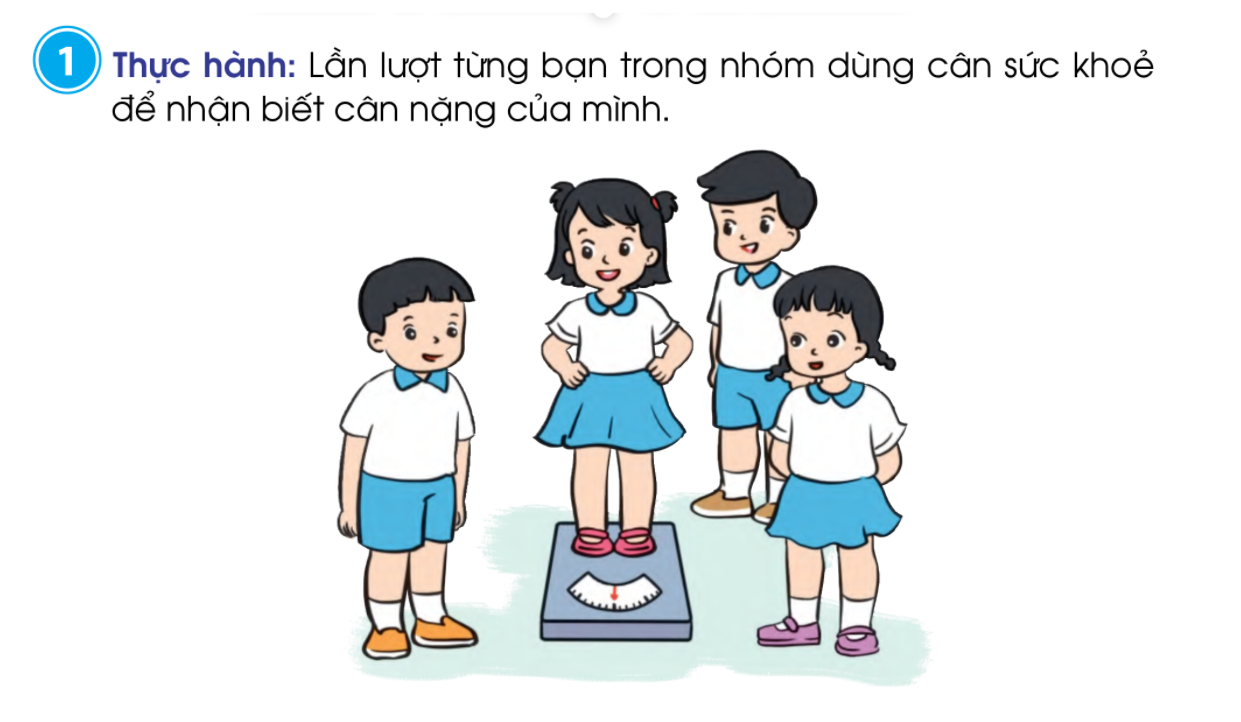 1 Thực hành: Lần lượt từng bạn trong nhóm dùng cân sức khoẻ
để nhận biết cân nặng của mình.